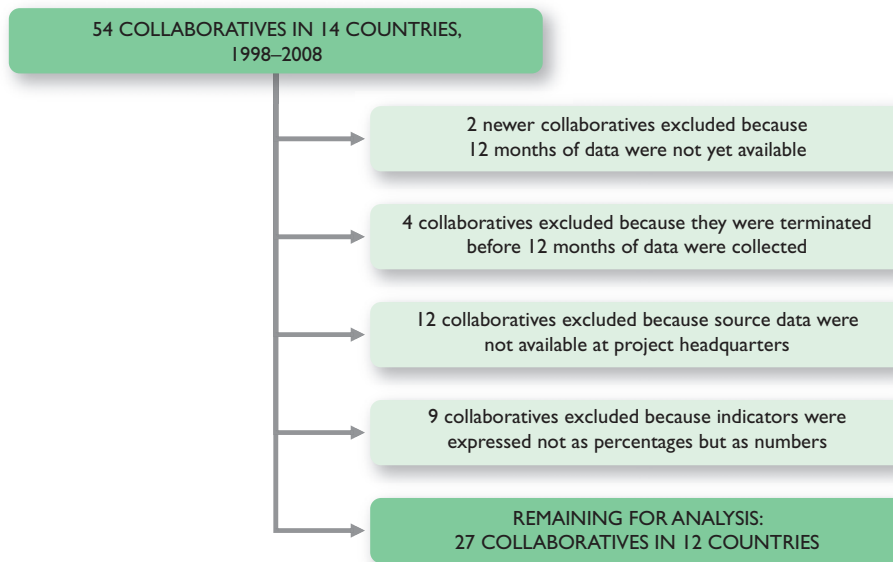 54 COLLABORATIVES IN 14 COUNTRIES,
1998–2008
2 newer collaboratives excluded because
12 months of data were not yet available
4 collaboratives excluded because they were terminated
before 12 months of data were collected
12 collaboratives excluded because source data were
not available at project headquarters
9 collaboratives excluded because indicators were
expressed not as percentages but as numbers
REMAINING FOR ANALYSIS:
27 COLLABORATIVES IN 12 COUNTRIES